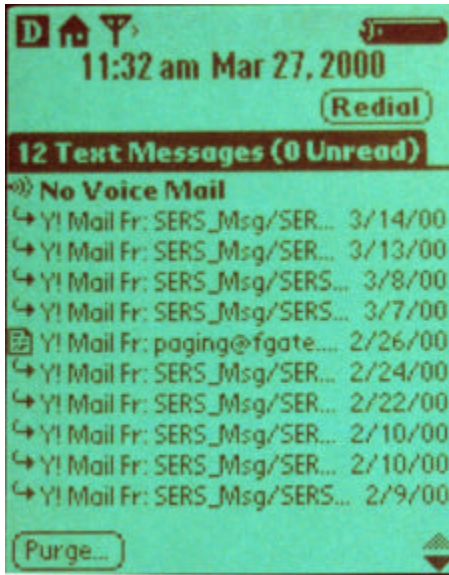 D
11:32 am Mar 27, 2000
Redial
12 Text Messages (0 Unread)
No Voice Mail
Y! Mail Fr: SERS_Msg/SER... 3/14/00
Y! Mail Fr: SERS_Msg/SER... 3/13/00
Y! Mail Fr: SERS_Msg/SERS... 3/8/00
Y! Mail Fr: SERS_Msg/SERS... 3/7/00
Y! Mail Fr: paging@fgate.... 2/26/00
Y! Mail Fr: SERS_Msg/SER... 2/24/00
Y! Mail Fr: SERS_Msg/SER... 2/22/00
Y! Mail Fr: SERS_Msg/SER... 2/10/00
Y! Mail Fr: SERS_Msg/SER... 2/10/00
Y! Mail Fr: SERS_Msg/SERS... 2/9/00
Purge...